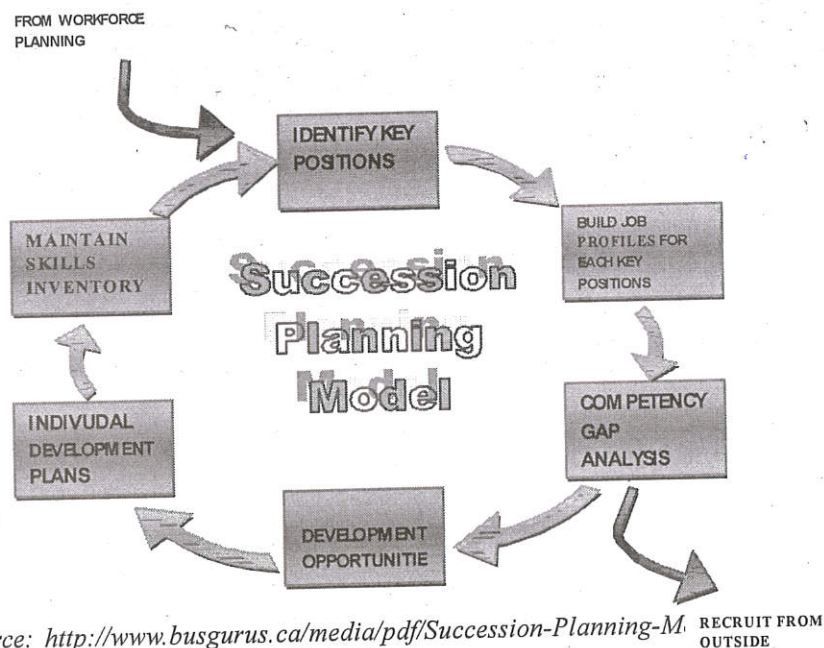 FROM WORKFORCE
PLANNING
IDENTIFY KEY
POSITIONS
BUILD JOB
PROFILES FOR
EACH KEY
POSITIONS
MAINTAIN
SKILLS
INVENTORY
Succession
Planning
Model
COMPETENCY
GAP
ANALYSIS
INDIVUDAL
DEVELOPMENT
PLANS
DEVELOPMENT
OPPORTUNITIE
rce: http://www.busgurus.ca/media/pdf/Succession-Planning-M
RECRUIT FROM
OUTSIDE